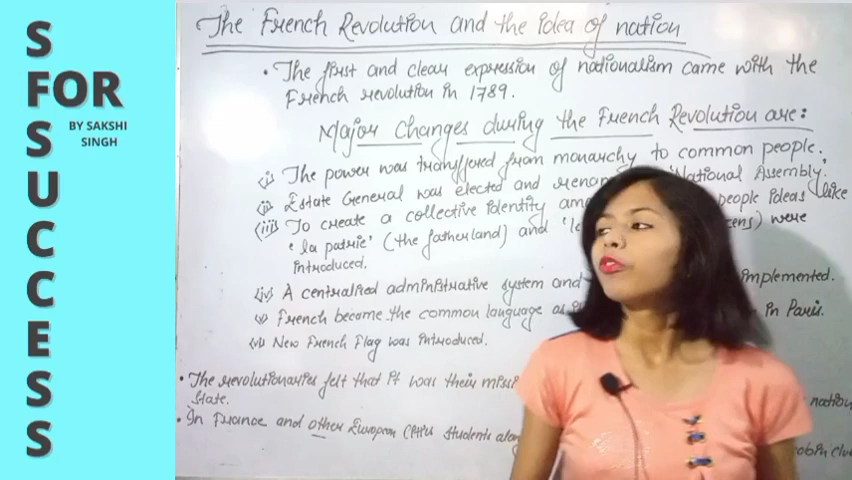 S FOR SUCCESS
BY SAKSHI
SINGH
The French Revolution and the idea of nation
• The first and clear expression of nationalism came with the
French revolution in 1789.
Major Changes during the French Revolution are:
(i) The power was transferred from monarchy to common people.
(ii) Estate General was elected and National Assembly.
(iii) To create a collective identity people ideas like
'la patrie' (the fatherland) and were
introduced.
(iv) A centralised administrative system and implemented.
(v) French became the common language as in Paris.
(vi) New French Flag was introduced.
• The revolutionaries felt that it was their nation
State.
• In France and other European students